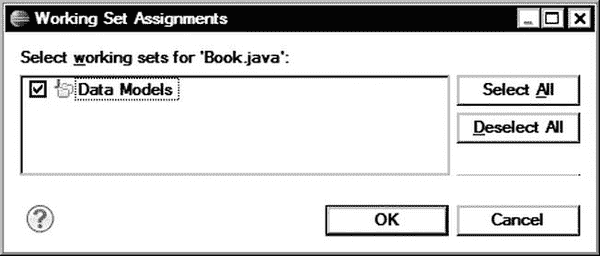 Working Set Assignments
Select working sets for 'Book.java':
Data Models
Select All
Deselect All
?
OK
Cancel